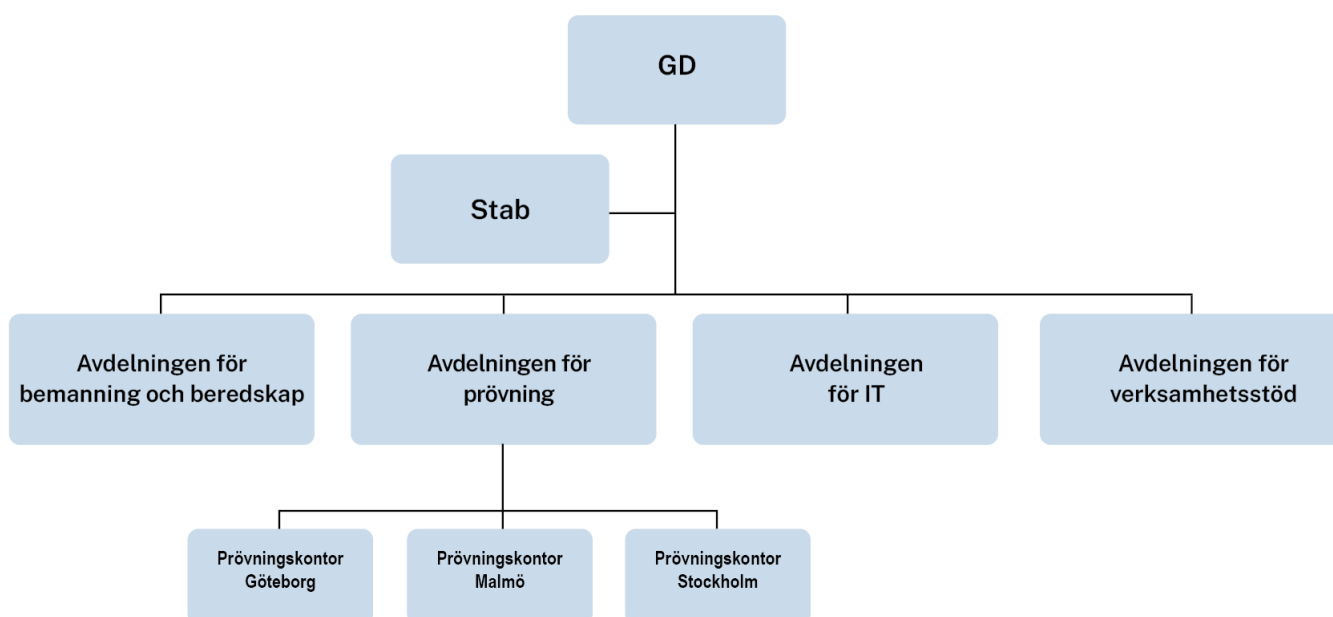 GD
Stab
Avdelningen för
bemanning och beredskap
Avdelningen för
prövning
Avdelningen
för IT
Avdelningen för
verksamhetsstöd
Prövningskontor
Göteborg
Prövningskontor
Malmö
Prövningskontor
Stockholm